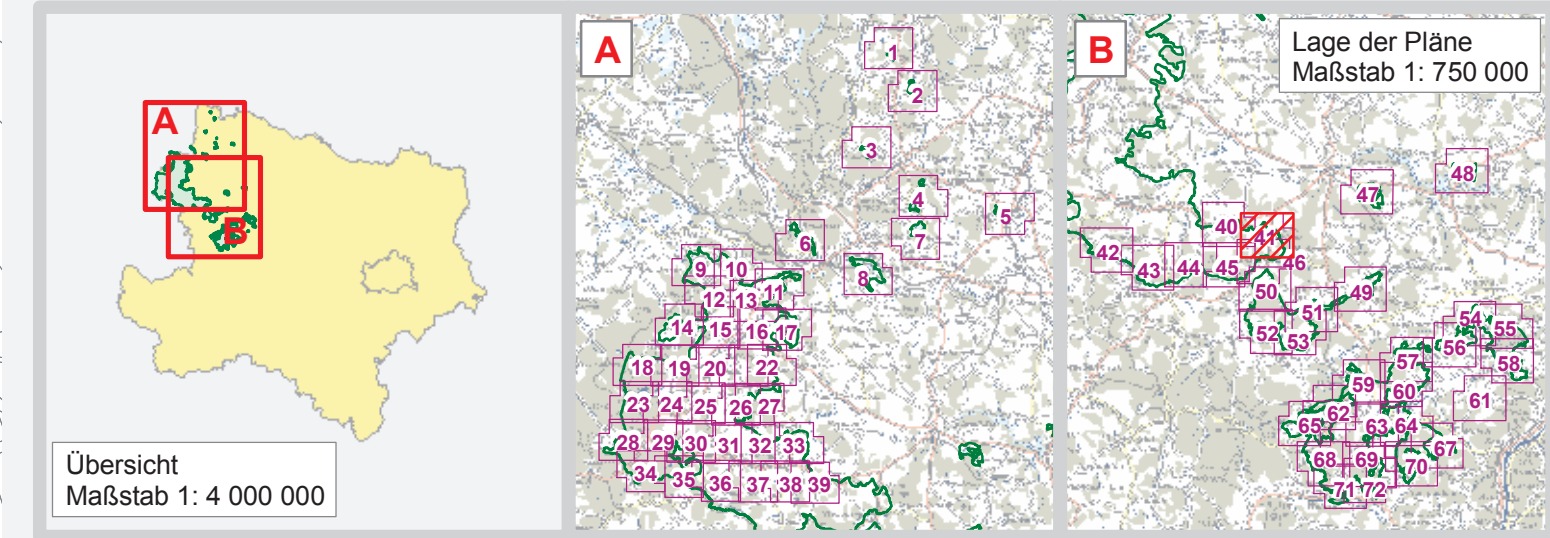 A
B
Übersicht
Maßstab 1: 4 000 000
A
1
2
3
4
5
6
7
8
9 10
11
12 13
14 15 16 17
18 19 20 22
23 24 25 26 27
28 29 30 31 32 33
34 35 36 37 38 39
B
Lage der Pläne
Maßstab 1: 750 000
48
47
40 41
42 43 44 45 46
50 49
51
52 53
54 55
56
57 58
59 60
61
62
65 63 64
67
68 69 70
71 72